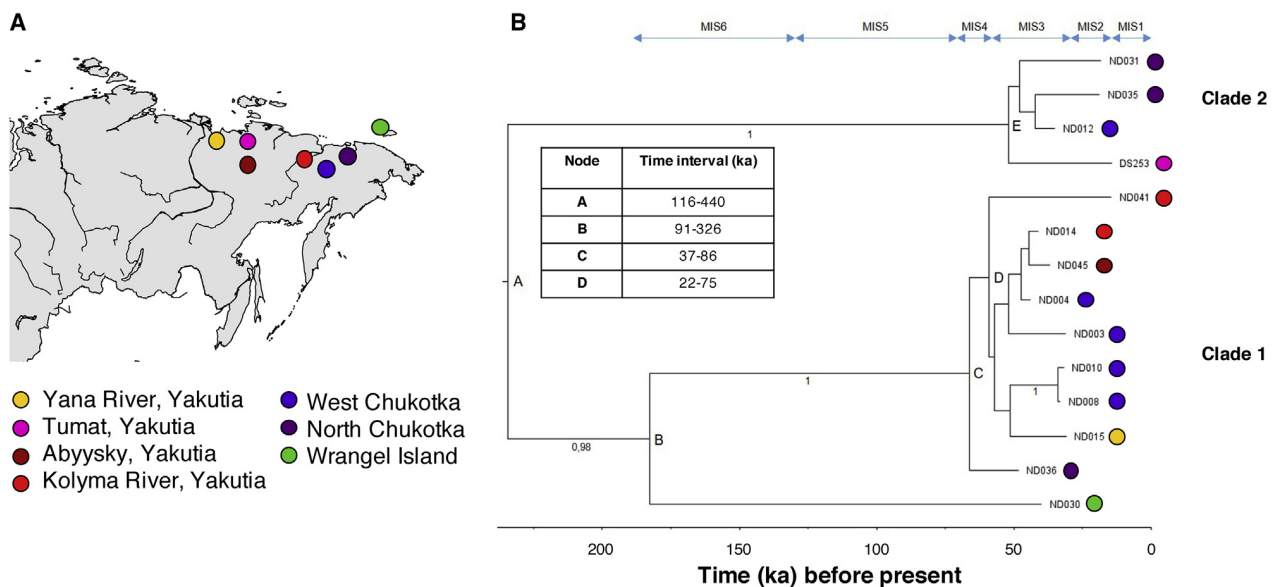 A
Yana River, Yakutia
Tumat, Yakutia
Abyysky, Yakutia
Kolyma River, Yakutia
West Chukotka
North Chukotka
Wrangel Island
B
MIS6 MIS5 MIS4 MIS3 MIS2 MIS1
ND031
ND035
Clade 2
E
ND012
1
DS253
Node Time interval (ka)
A 116-440
B 91-326
C 37-86
D 22-75
ND041
ND014
ND045
D
A
ND004
ND003
Clade 1
ND010
C
1
1
ND008
ND015
B
0,98
ND036
ND030
200 150 100 50 0
Time (ka) before present